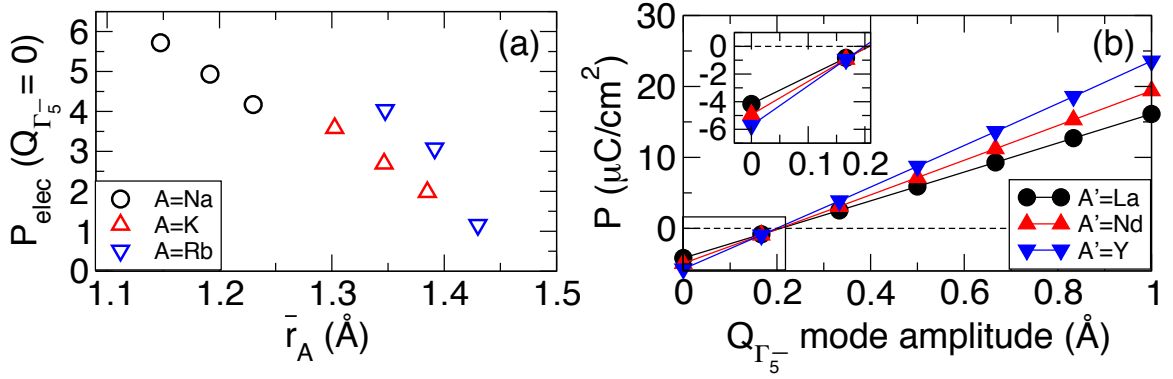 (a)
P_elec (Q_Γ5^- = 0)
6
5
4
3
2
1
0
A=Na
A=K
A=Rb
1.1
1.2
1.3
1.4
1.5
r̄_A (Å)
(b)
P (μC/cm²)
30
20
10
0
0
-2
-4
-6
0
0.1
0.2
A'=La
A'=Nd
A'=Y
0
0.2
0.4
0.6
0.8
1
Q_Γ5^- mode amplitude (Å)